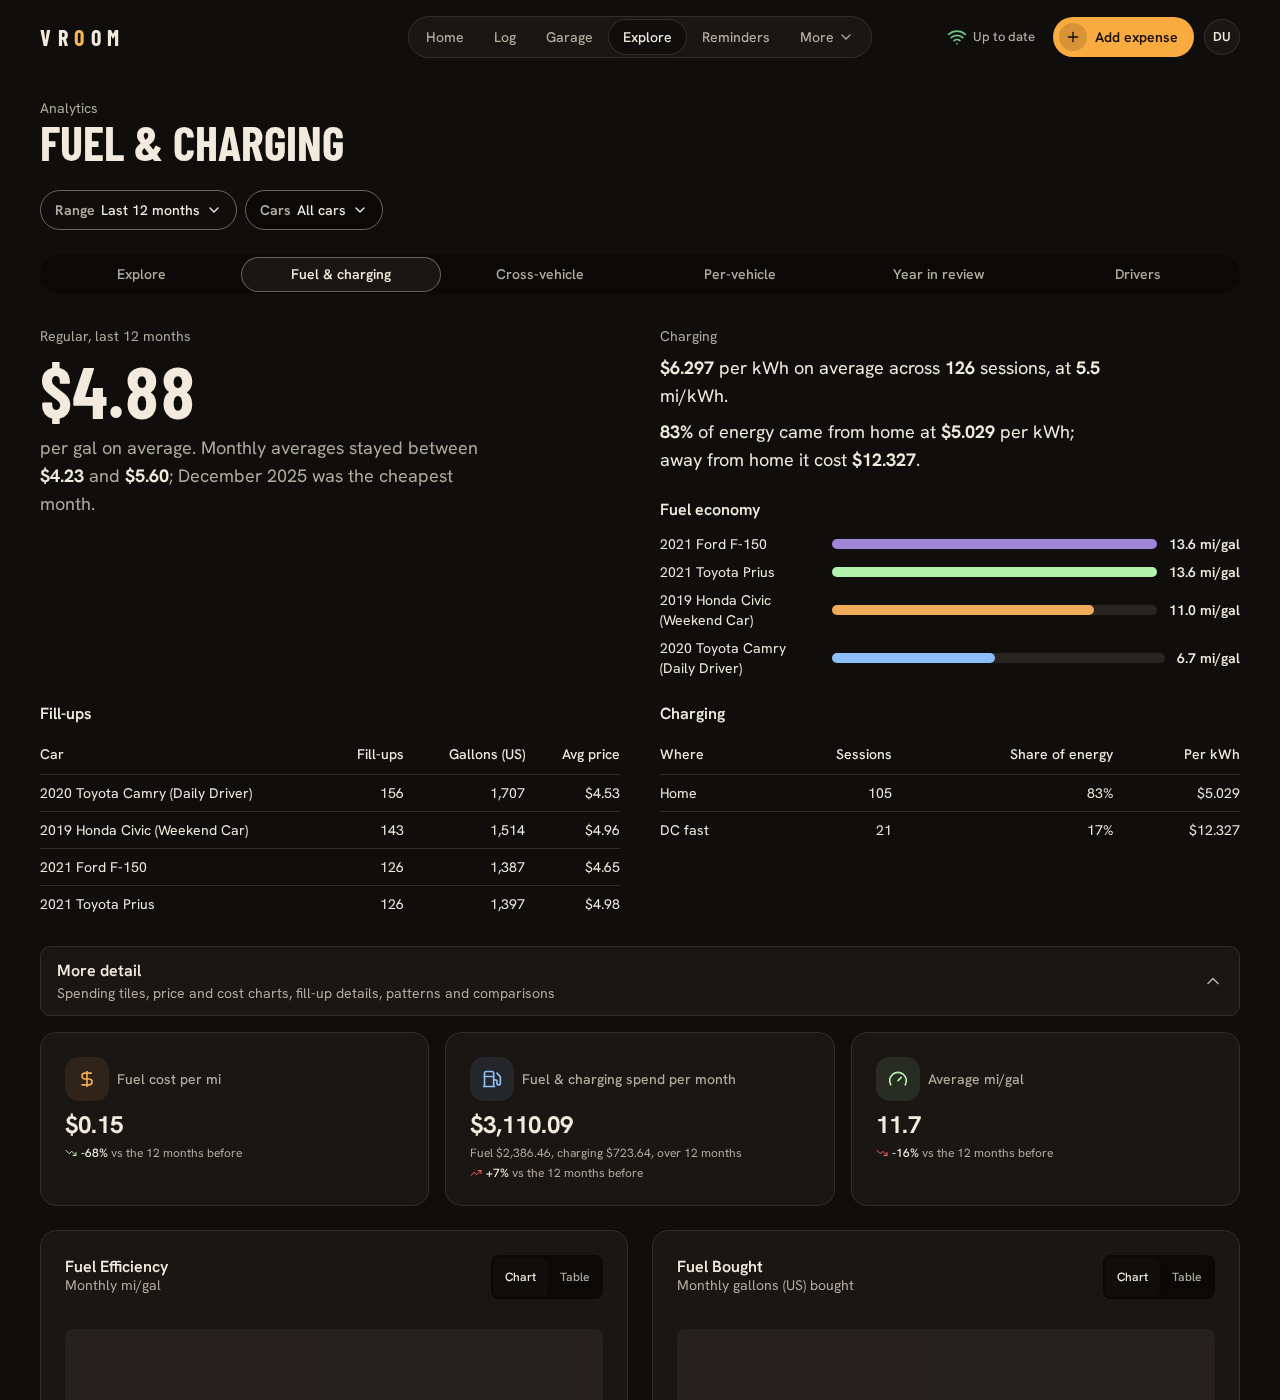 VROOM
Home
Log
Garage
Explore
Reminders
More
Up to date
Add expense
DU
Analytics
FUEL & CHARGING
Range Last 12 months
Cars All cars
Explore
Fuel & charging
Cross-vehicle
Per-vehicle
Year in review
Drivers
Regular, last 12 months
$4.88
per gal on average. Monthly averages stayed between
$4.23 and $5.60; December 2025 was the cheapest
month.
Charging
$6.297 per kWh on average across 126 sessions, at 5.5
mi/kWh.
83% of energy came from home at $5.029 per kWh;
away from home it cost $12.327.
Fuel economy
2021 Ford F-150 13.6 mi/gal
2021 Toyota Prius 13.6 mi/gal
2019 Honda Civic
(Weekend Car) 11.0 mi/gal
2020 Toyota Camry
(Daily Driver) 6.7 mi/gal
Fill-ups
Car Fill-ups Gallons (US) Avg price
2020 Toyota Camry (Daily Driver) 156 1,707 $4.53
2019 Honda Civic (Weekend Car) 143 1,514 $4.96
2021 Ford F-150 126 1,387 $4.65
2021 Toyota Prius 126 1,397 $4.98
Charging
Where Sessions Share of energy Per kWh
Home 105 83% $5.029
DC fast 21 17% $12.327
More detail
Spending tiles, price and cost charts, fill-up details, patterns and comparisons
Fuel cost per mi
$0.15
-68% vs the 12 months before
Fuel & charging spend per month
$3,110.09
Fuel $2,386.46, charging $723.64, over 12 months
+7% vs the 12 months before
Average mi/gal
11.7
-16% vs the 12 months before
Fuel Efficiency
Monthly mi/gal
Chart
Table
Fuel Bought
Monthly gallons (US) bought
Chart
Table